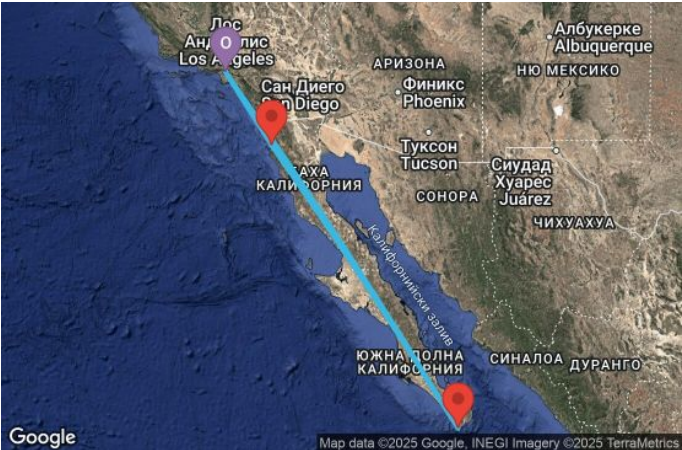 Лос
Анджелис
Los Angeles
O
Сан Диего
San Diego
АРИЗОНА
Финикс
Phoenix
Албукерке
Albuquerque
НЮ МЕКСИКО
Тусон
Tucson
Сиудад
Хуарес
Juárez
БАХА
КАЛИФОРНИЯ
СОНОРА
ЧИХУАХУА
Калифорнийски залив
ЮЖНА ДОЛНА
КАЛИФОРНИЯ
СИНАЛОА
ДУРАНГО
Google
Map data ©2025 Google, INEGI Imagery ©2025 TerraMetrics